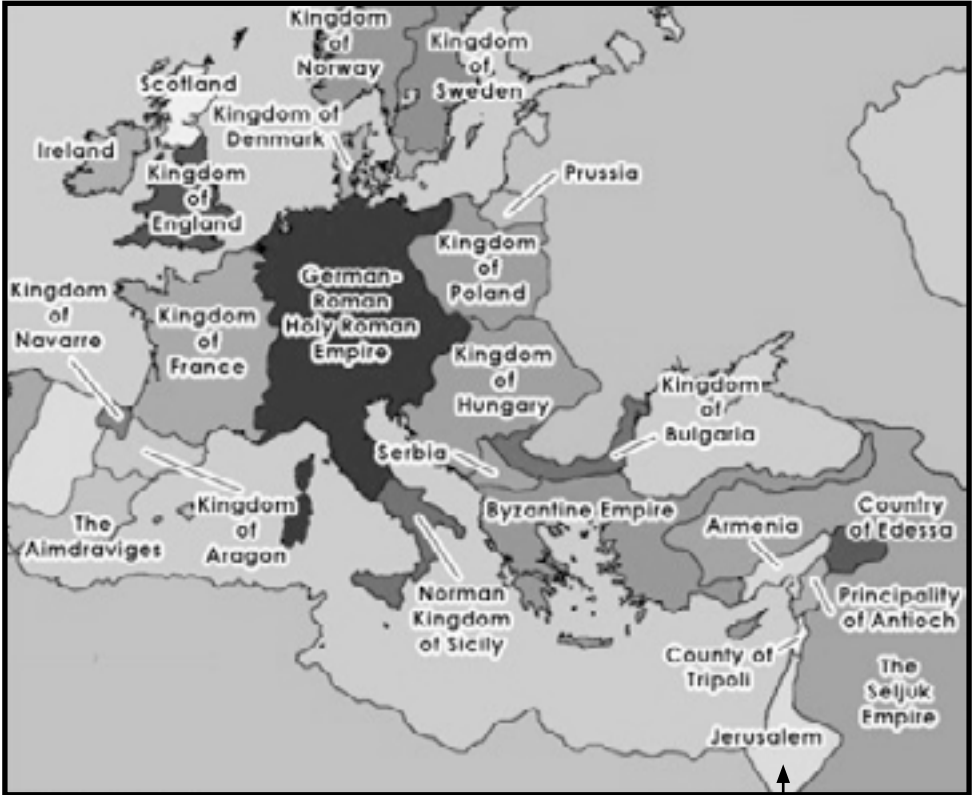 Kingdom
of
Norway
Kingdom
of
Sweden
Scotland
Kingdom of
Denmark
Ireland
Kingdom
of
England
Prussia
Kingdom
of
Poland
German-
Roman
Holy Roman
Empire
Kingdom
of
Navarre
Kingdom
of
France
Kingdom
of
Hungary
Kingdom
of
Bulgaria
Serbia
Kingdom
of
Aragon
The
Aimdraviges
Byzantine Empire
Armenia
Country
of Edessa
Norman
Kingdom
of Sicily
Principality
of Antioch
County of
Tripoli
The
Seljuk
Empire
Jerusalem